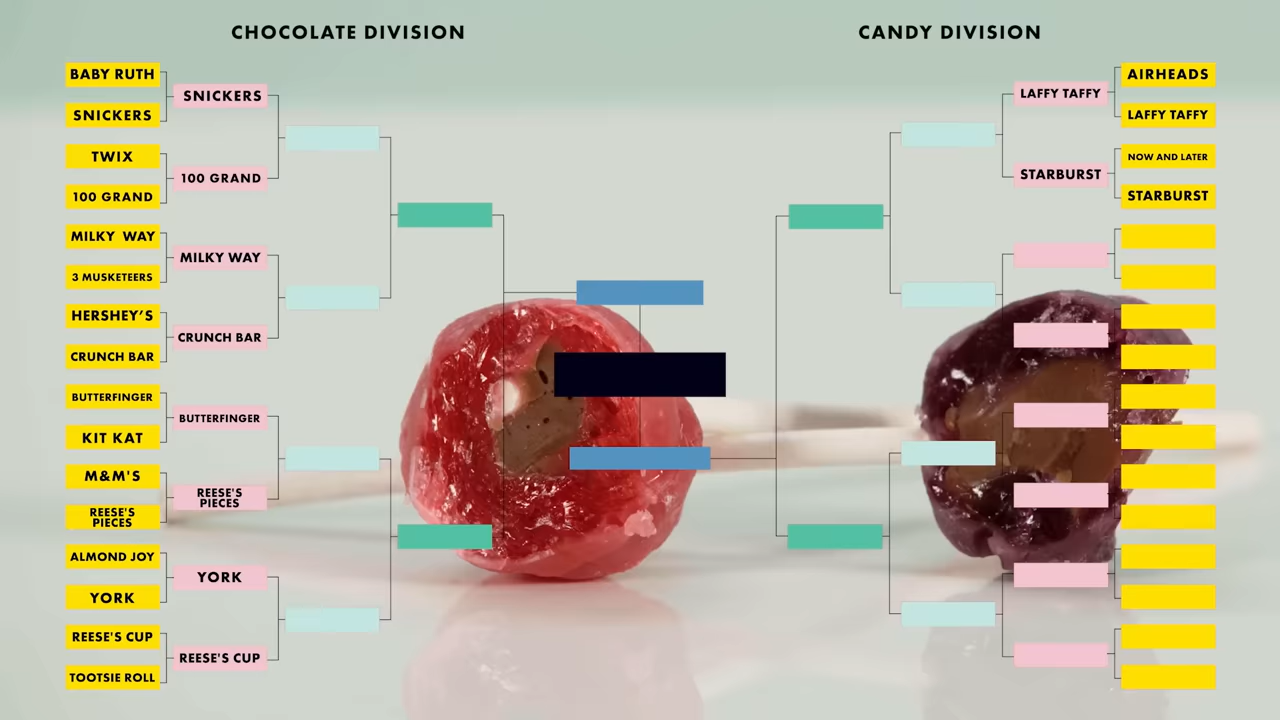 CHOCOLATE DIVISION
BABY RUTH
SNICKERS
TWIX
100 GRAND
MILKY WAY
3 MUSKETEERS
HERSHEY'S
CRUNCH BAR
BUTTERFINGER
KIT KAT
M&M'S
REESE'S
PIECES
ALMOND JOY
YORK
REESE'S CUP
TOOTSIE ROLL
SNICKERS
100 GRAND
MILKY WAY
CRUNCH BAR
BUTTERFINGER
REESE'S
PIECES
YORK
REESE'S CUP
CANDY DIVISION
LAFFY TAFFY
STARBURST
AIRHEADS
LAFFY TAFFY
NOW AND LATER
STARBURST